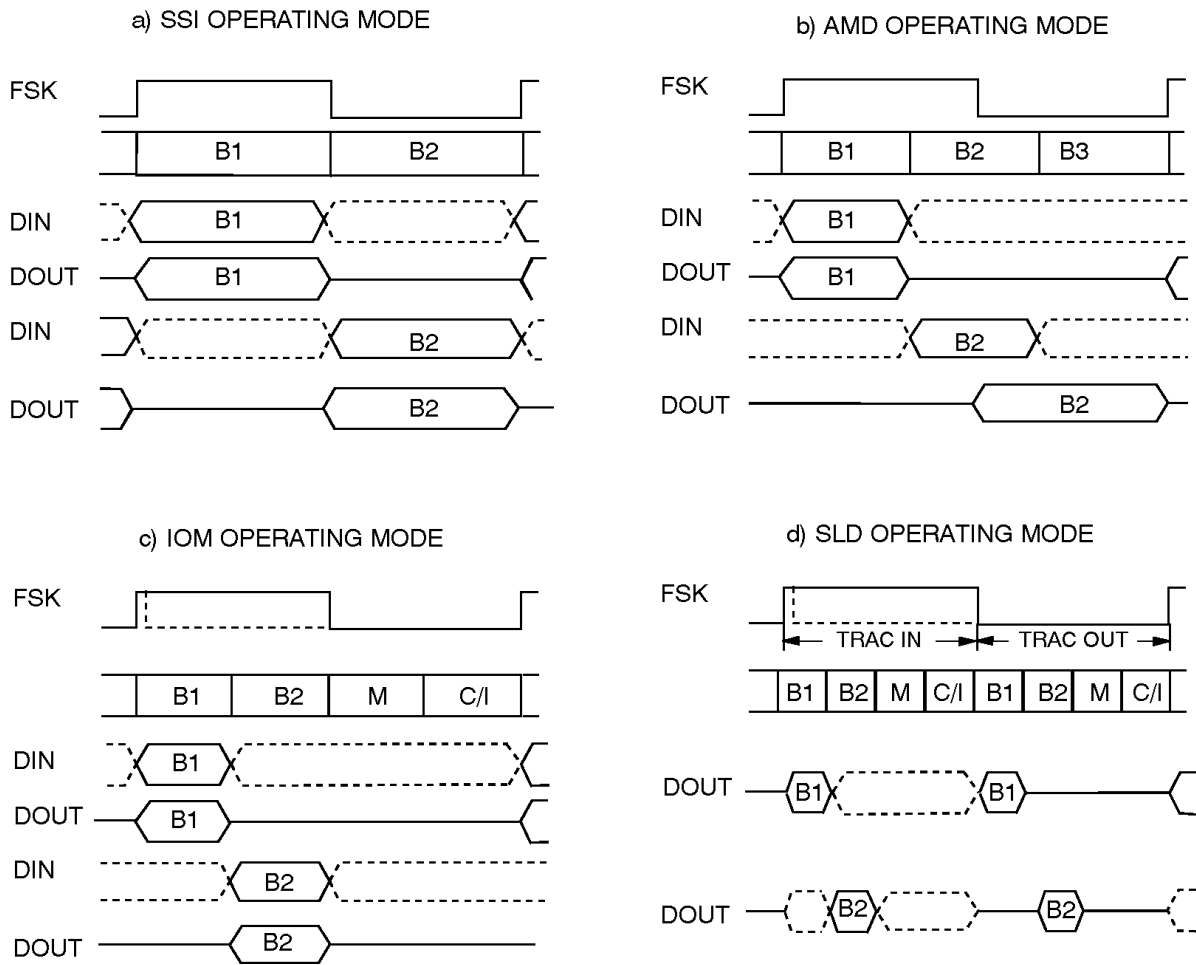 a) SSI OPERATING MODE
FSK
B1 B2
DIN B1
DOUT B1
DIN B2
DOUT B2
b) AMD OPERATING MODE
FSK
B1 B2 B3
DIN B1
DOUT B1
DIN B2
DOUT B2
c) IOM OPERATING MODE
FSK
B1 B2 M C/I
DIN B1
DOUT B1
DIN B2
DOUT B2
d) SLD OPERATING MODE
FSK
TRAC IN TRAC OUT
B1 B2 M C/I B1 B2 M C/I
DOUT B1 B1
DOUT B2 B2